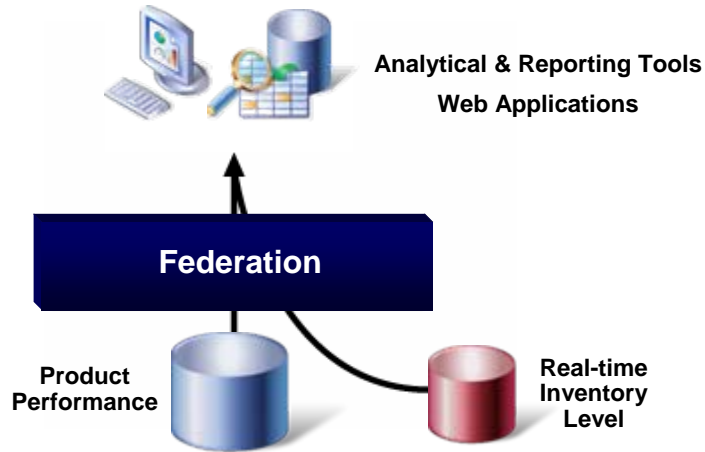 Analytical & Reporting Tools
Web Applications
Federation
Product
Performance
Real-time
Inventory
Level